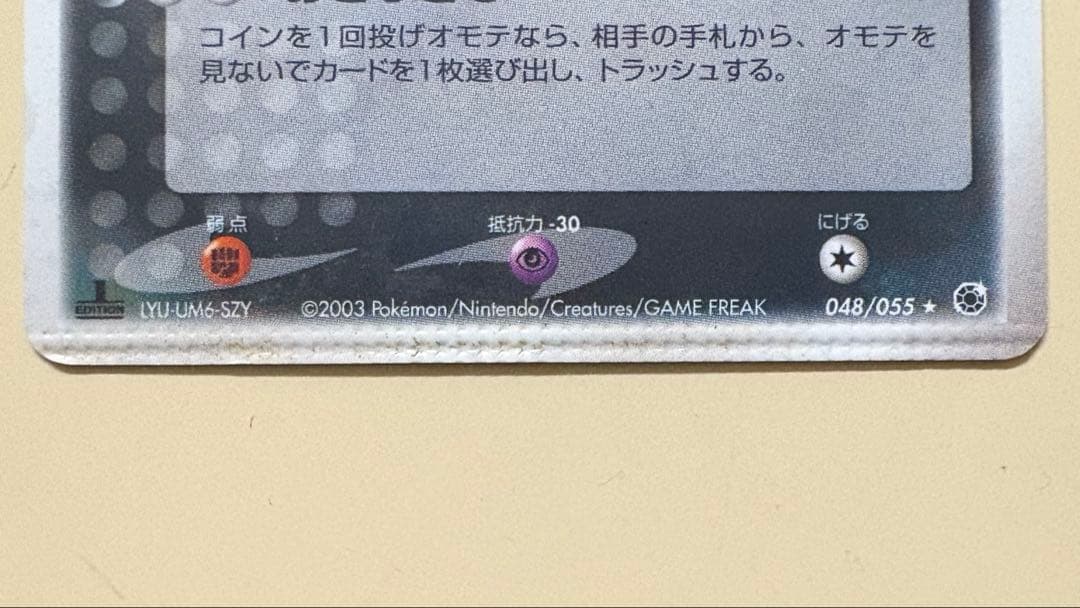 コインを1回投げオモテなら、相手の手札から、オモテを
見ないでカードを1枚選び出し、トラッシュする。
弱点 抵抗力 -30 にげる
1 EDITION LYU-UM6-SZY ©2003 Pokémon/Nintendo/Creatures/GAME FREAK 048/055 ★